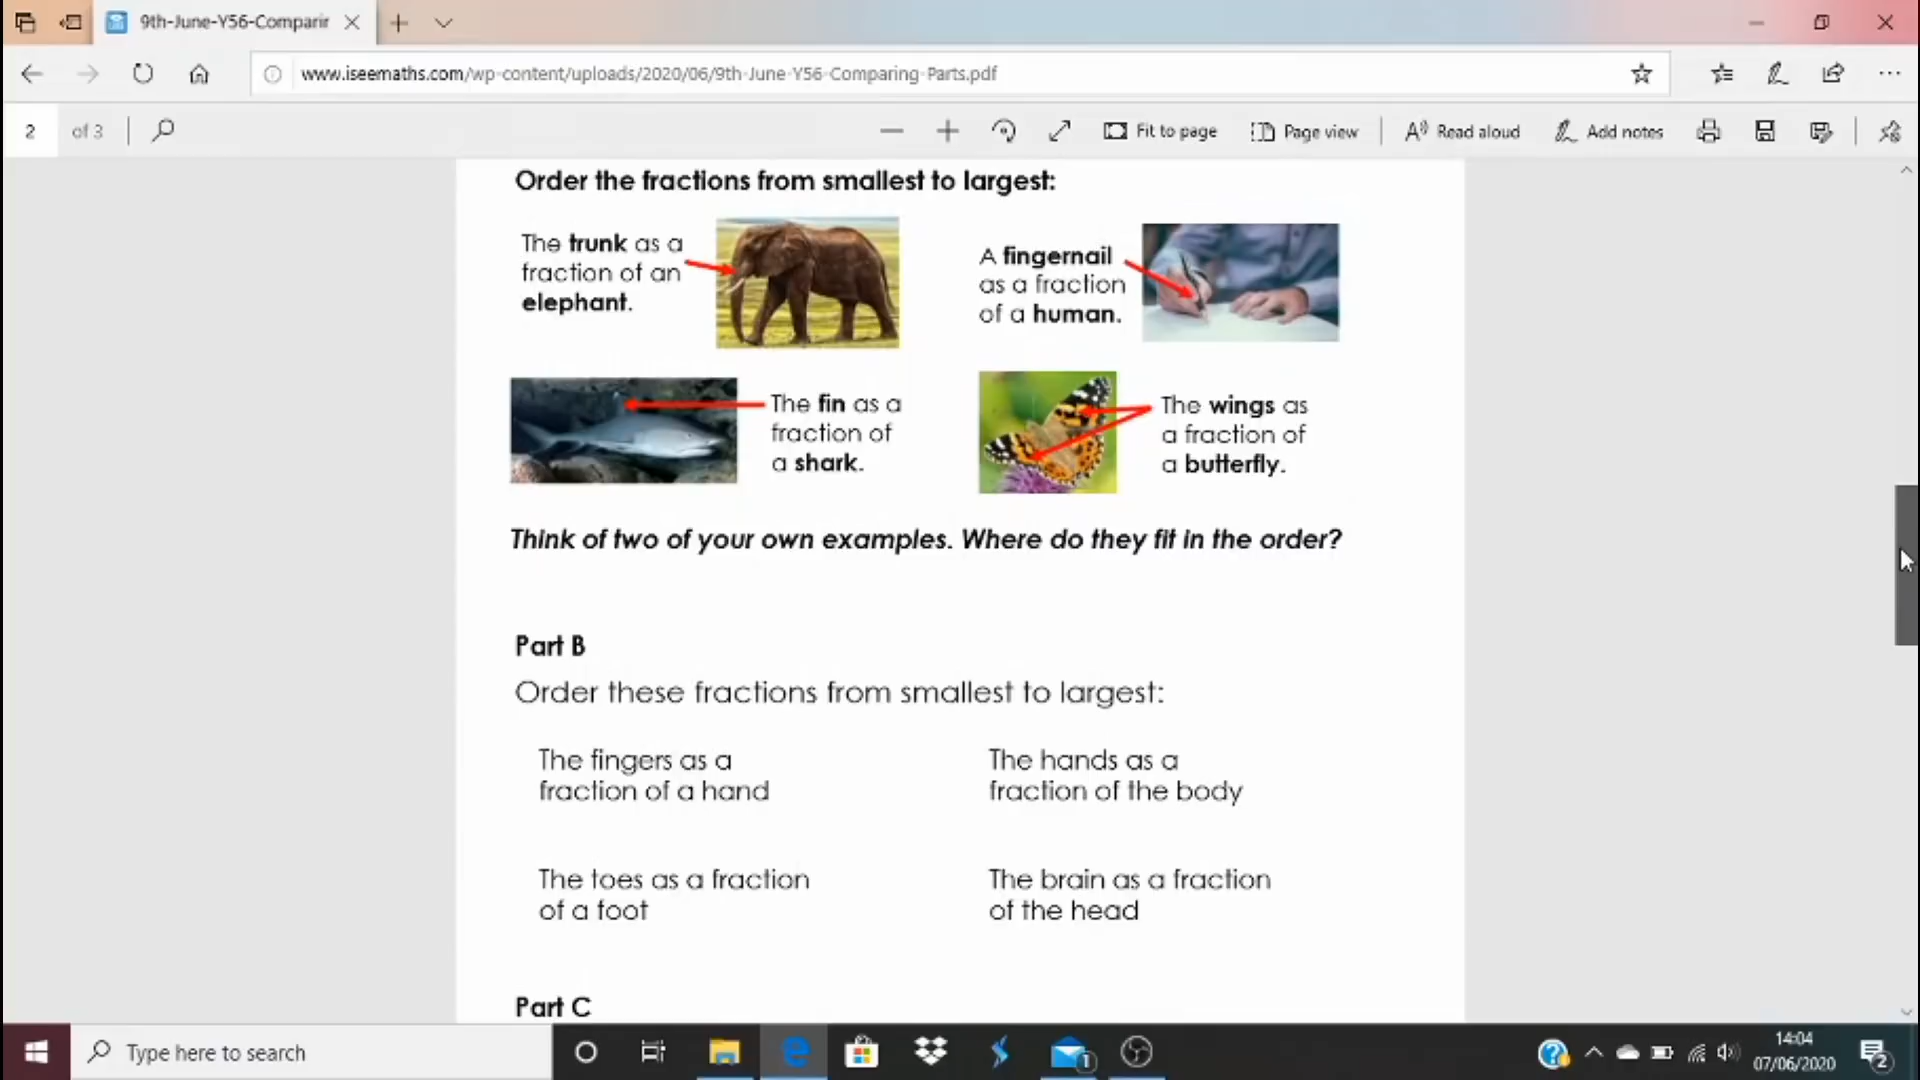 9th-June-Y56-Comparir
www.iseemaths.com/wp-content/uploads/2020/06/9th-June-Y56-Comparing-Parts.pdf
2 of 3
Fit to page
Page view
Read aloud
Add notes
Order the fractions from smallest to largest:
The trunk as a
fraction of an
elephant.
A fingernail
as a fraction
of a human.
The fin as a
fraction of
a shark.
The wings as
a fraction of
a butterfly.
Think of two of your own examples. Where do they fit in the order?
Part B
Order these fractions from smallest to largest:
The fingers as a
fraction of a hand
The hands as a
fraction of the body
The toes as a fraction
of a foot
The brain as a fraction
of the head
Part C
Type here to search
1
14:04
07/06/2020
2